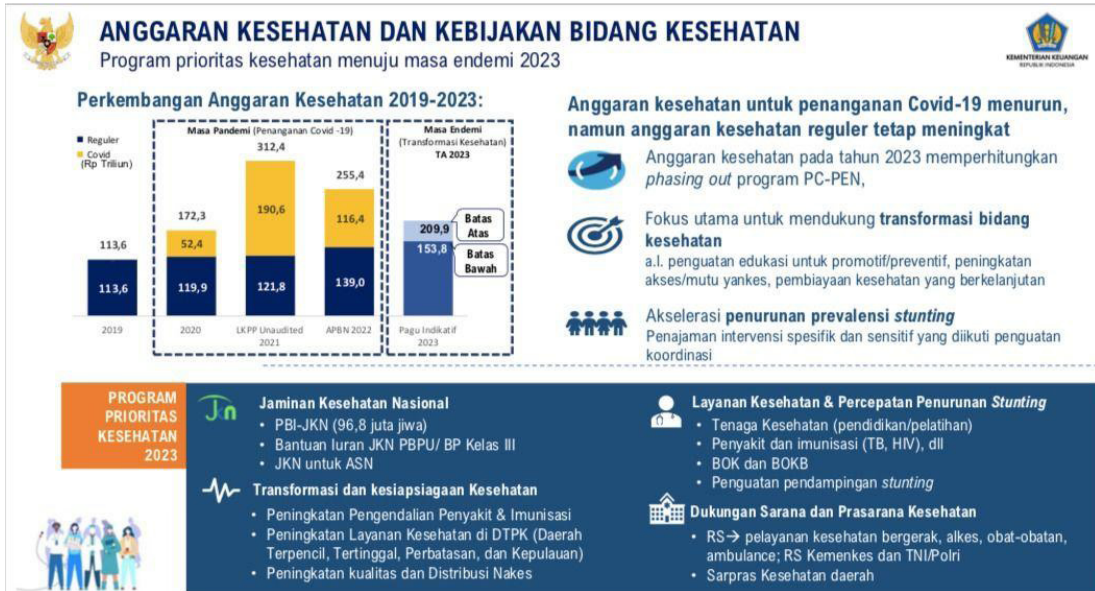 ANGGARAN KESEHATAN DAN KEBIJAKAN BIDANG KESEHATAN
Program prioritas kesehatan menuju masa endemi 2023
KEMENTERIAN KEUANGAN
REPUBLIK INDONESIA
Perkembangan Anggaran Kesehatan 2019-2023:
Reguler
Covid
(Rp Triliun)
Masa Pandemi (Penanganan Covid -19)
Masa Endemi
(Transformasi Kesehatan)
TA 2023
113,6
113,6
2019
172,3
52,4
119,9
2020
312,4
190,6
121,8
LKPP Unaudited
2021
255,4
116,4
139,0
APBN 2022
209,9
153,8
Batas
Atas
Batas
Bawah
Pagu Indikatif
2023
Anggaran kesehatan untuk penanganan Covid-19 menurun,
namun anggaran kesehatan reguler tetap meningkat
Anggaran kesehatan pada tahun 2023 memperhitungkan
phasing out program PC-PEN,
Fokus utama untuk mendukung transformasi bidang
kesehatan
a.l. penguatan edukasi untuk promotif/preventif, peningkatan
akses/mutu yankes, pembiayaan kesehatan yang berkelanjutan
Akselerasi penurunan prevalensi stunting
Penajaman intervensi spesifik dan sensitif yang diikuti penguatan
koordinasi
PROGRAM
PRIORITAS
KESEHATAN
2023
Jkn
Jaminan Kesehatan Nasional
• PBI-JKN (96,8 juta jiwa)
• Bantuan Iuran JKN PBPU/ BP Kelas III
• JKN untuk ASN
Transformasi dan kesiapsiagaan Kesehatan
• Peningkatan Pengendalian Penyakit & Imunisasi
• Peningkatan Layanan Kesehatan di DTPK (Daerah
Terpencil, Tertinggal, Perbatasan, dan Kepulauan)
• Peningkatan kualitas dan Distribusi Nakes
Layanan Kesehatan & Percepatan Penurunan Stunting
• Tenaga Kesehatan (pendidikan/pelatihan)
• Penyakit dan imunisasi (TB, HIV), dll
• BOK dan BOKB
• Penguatan pendampingan stunting
Dukungan Sarana dan Prasarana Kesehatan
• RS→ pelayanan kesehatan bergerak, alkes, obat-obatan,
ambulance; RS Kemenkes dan TNI/Polri
• Sarpras Kesehatan daerah